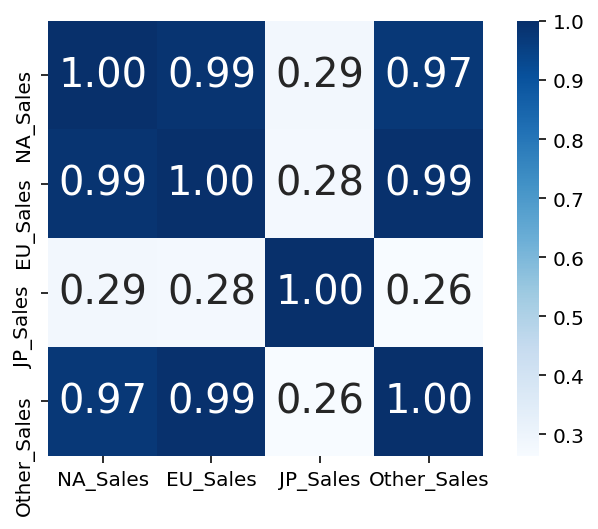 NA_Sales 1.00 0.99 0.29 0.97
EU_Sales 0.99 1.00 0.28 0.99
JP_Sales 0.29 0.28 1.00 0.26
Other_Sales 0.97 0.99 0.26 1.00
NA_Sales EU_Sales JP_Sales Other_Sales
1.0
0.9
0.8
0.7
0.6
0.5
0.4
0.3